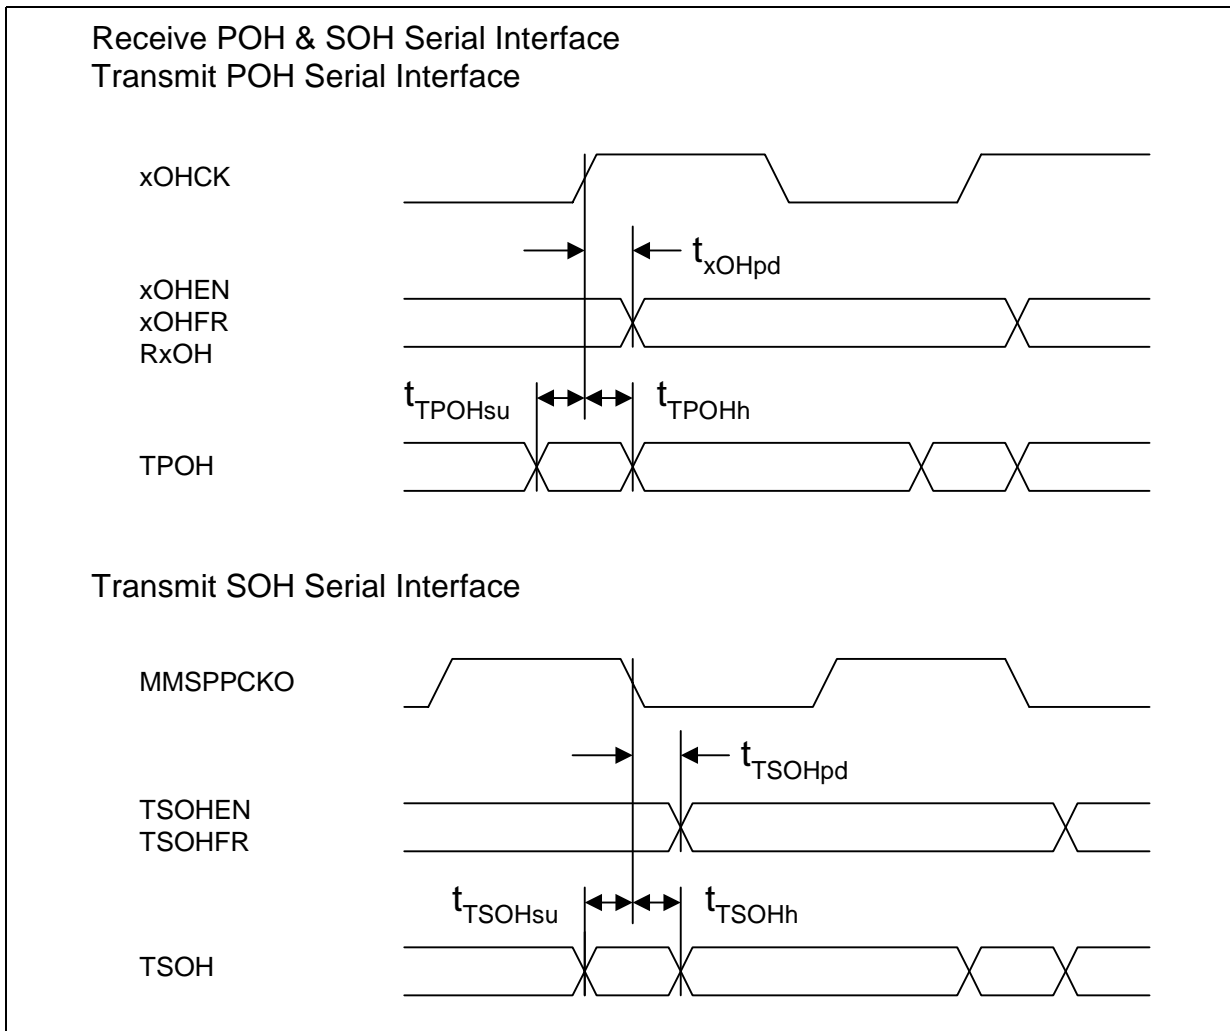 Receive POH & SOH Serial Interface
Transmit POH Serial Interface
xOHCK
txOHpd
xOHEN
xOHFR
RxOH
tTPOHsu
tTPOHh
TPOH
Transmit SOH Serial Interface
MMSPPCKO
tTSOHpd
TSOHEN
TSOHFR
tTSOHsu
tTSOHh
TSOH